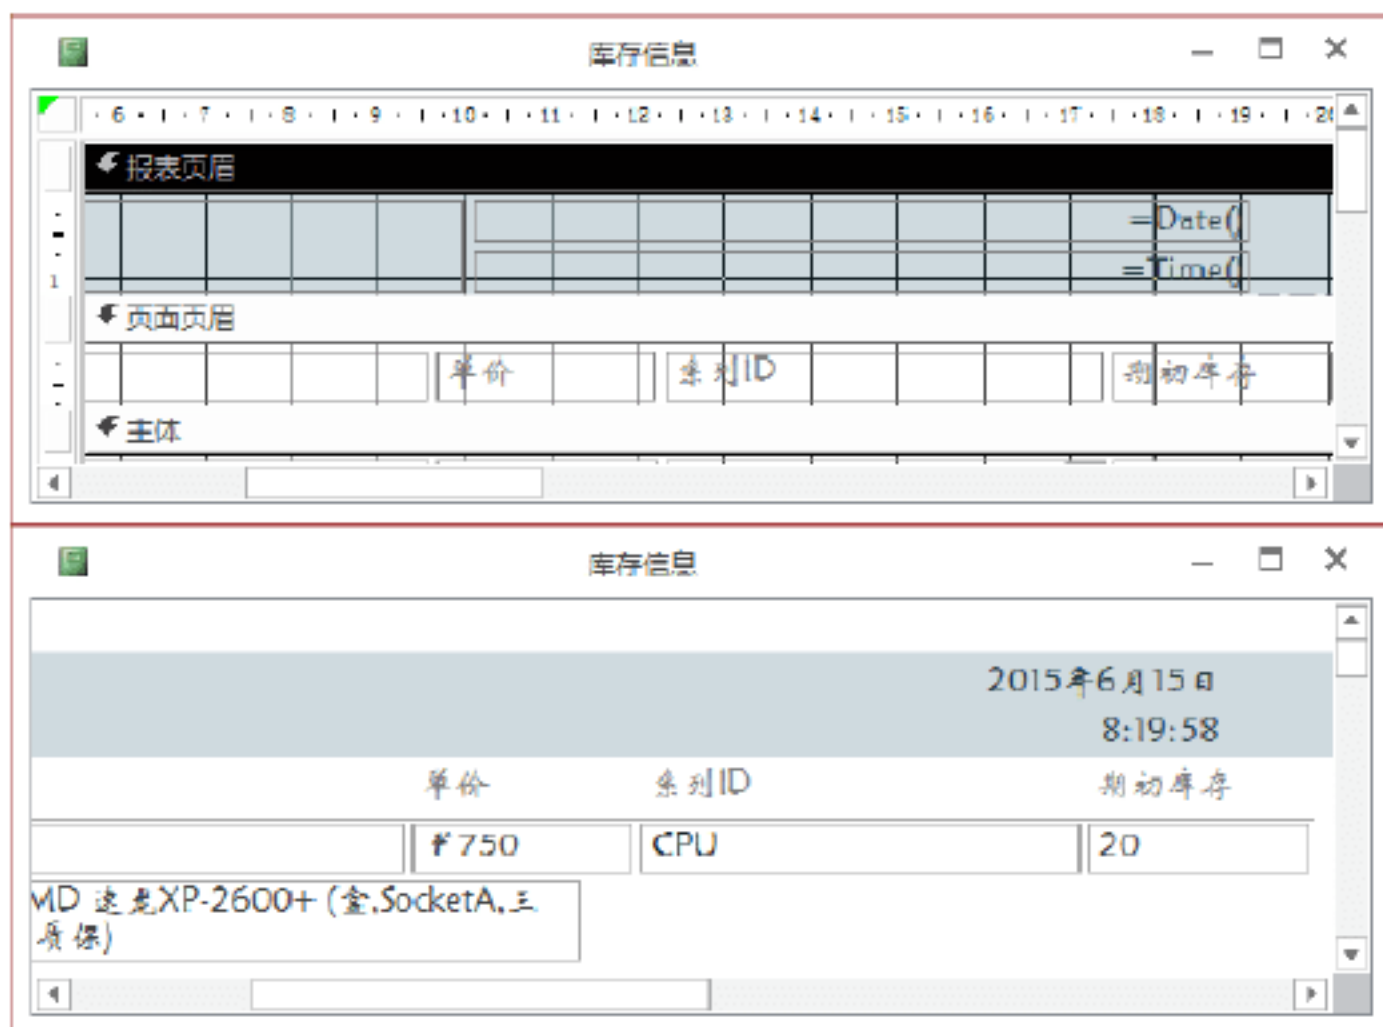 库存信息
· 6 · ı · 7 · ı · 8 · ı · 9 · ı · 10 · ı · 11 · ı · 12 · ı · 13 · ı · 14 · ı · 15 · ı · 16 · ı · 17 · ı · 18 · ı · 19 · ı · 20
报表页眉
=Date()
1
=Time()
页面页眉
单价 系列ID 期初库存
主体
库存信息
2015年6月15日
8:19:58
单价 系列ID 期初库存
¥750 CPU 20
MD 速龙XP-2600+ (盒,SocketA,三
质保)